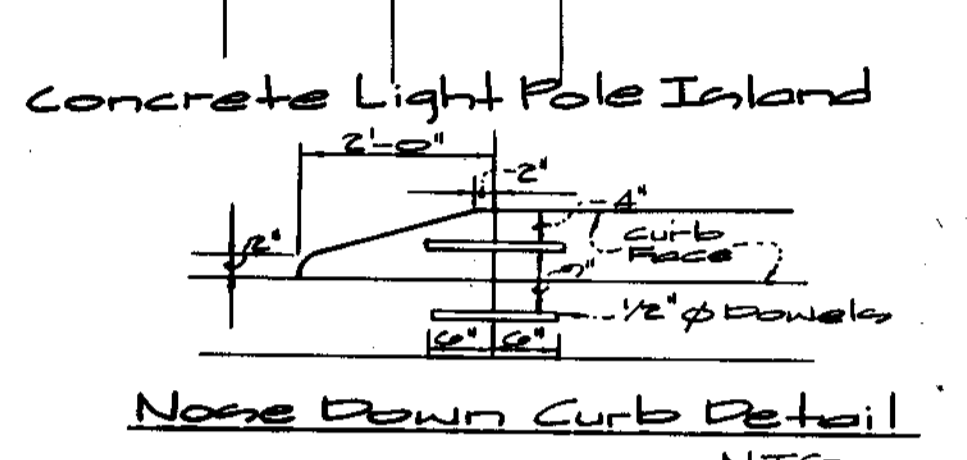 Concrete Light Pole Island
2'-0"
2"
4"
2"
Curb
Face
1/2" ø Dowels
6" 6"
Nose Down Curb Detail